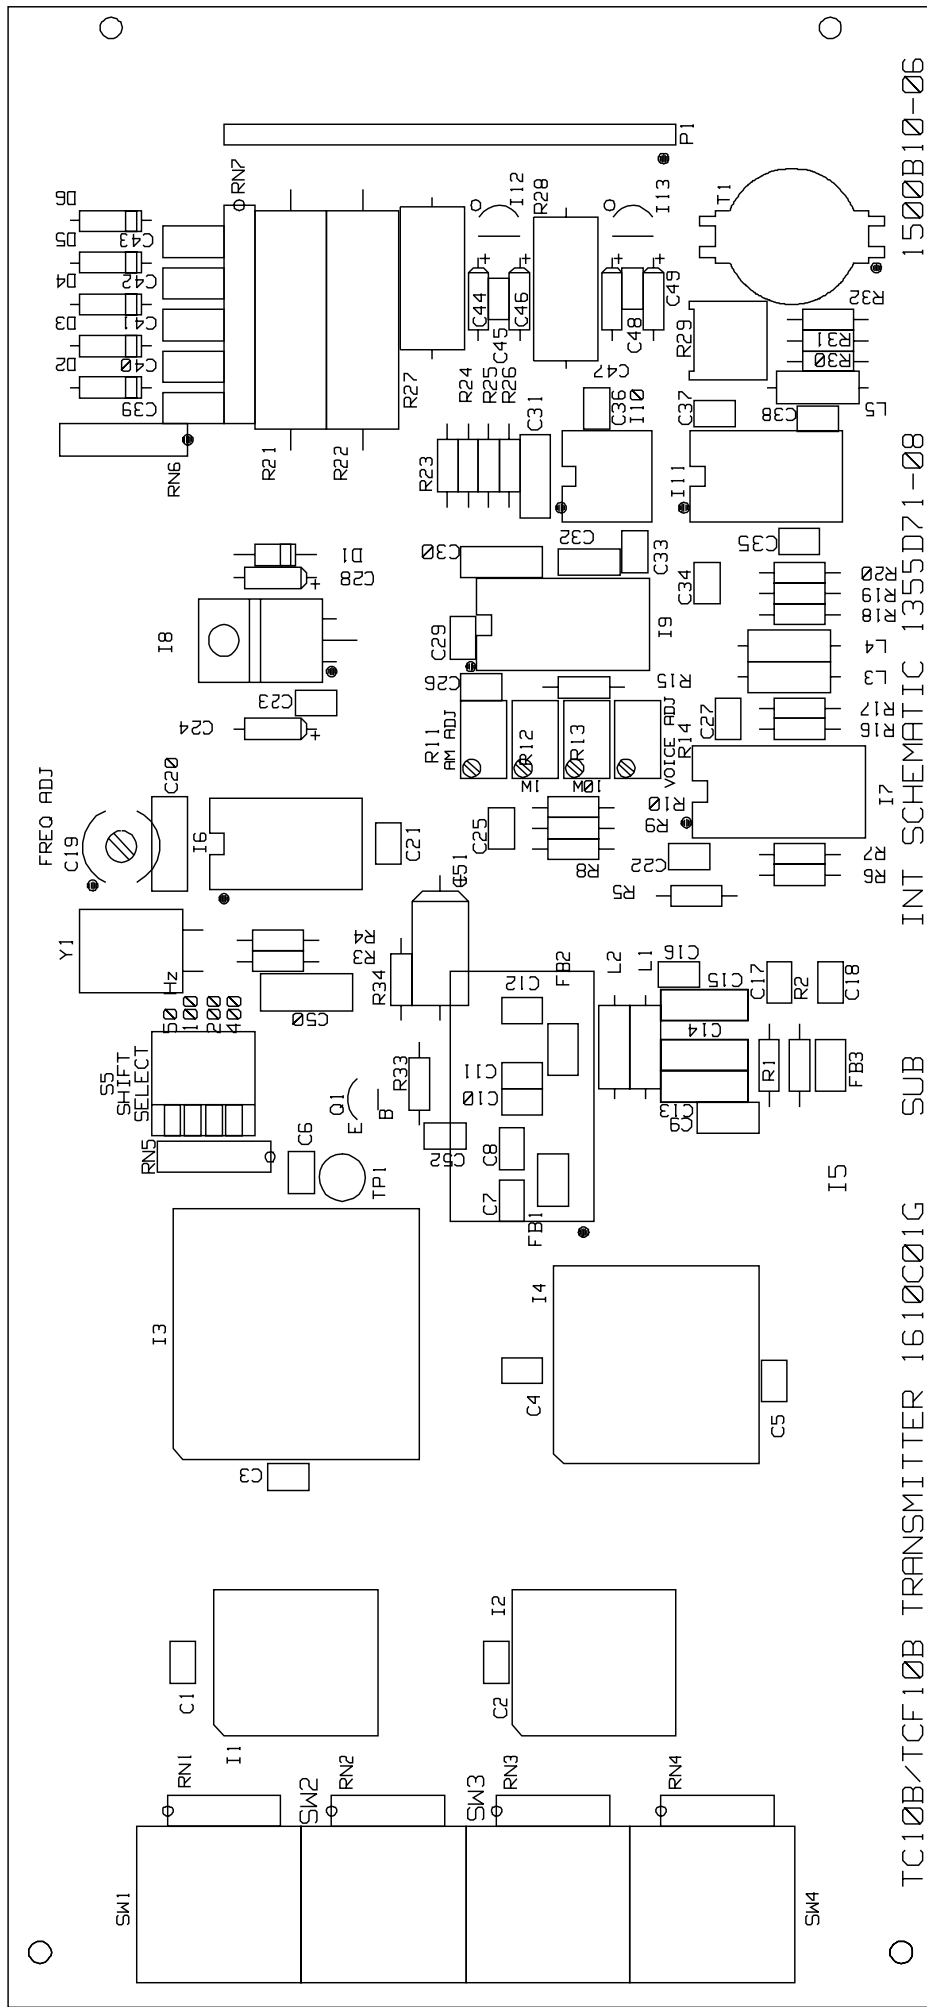 TC10B/TCF10B TRANSMITTER 1610C01G
SUB
INT SCHEMATIC 1355D71-08
1500B10-06
P1
RN7
D6
D5
D4
D3
D2
C43
C42
C41
C40
C39
RN6
R21
R22
R27
I12
R28
I13
T1
C44
C45
C46
C48
C49
C47
R29
R32
R31
R30
L5
R24
R25
R26
R23
C31
C36
I10
C37
C38
I11
D1
C28
I8
C23
C24
C30
C32
C33
C29
I9
C34
C35
R20
R19
R18
L4
L3
R17
R16
C26
R15
C27
R11
AM ADJ
R12
1M
R13
10M
R14
VOICE ADJ
R10
R9
I7
FREQ ADJ
C19
C20
I6
C21
C25
R8
C22
R5
R7
R6
C51
Y1
R4
R3
C50
R34
C12
FB2
L2
L1
C16
C15
C17
R2
C18
S5
SHIFT
SELECT
50 Hz
100
200
400
RN5
C6
Q1
E
B
R33
C52
TP1
C11
C10
C8
C7
FB1
C14
C13
C9
R1
FB3
I5
I3
C3
I4
C4
C5
C1
I1
C2
I2
RN1
RN2
RN3
RN4
SW1
SW2
SW3
SW4